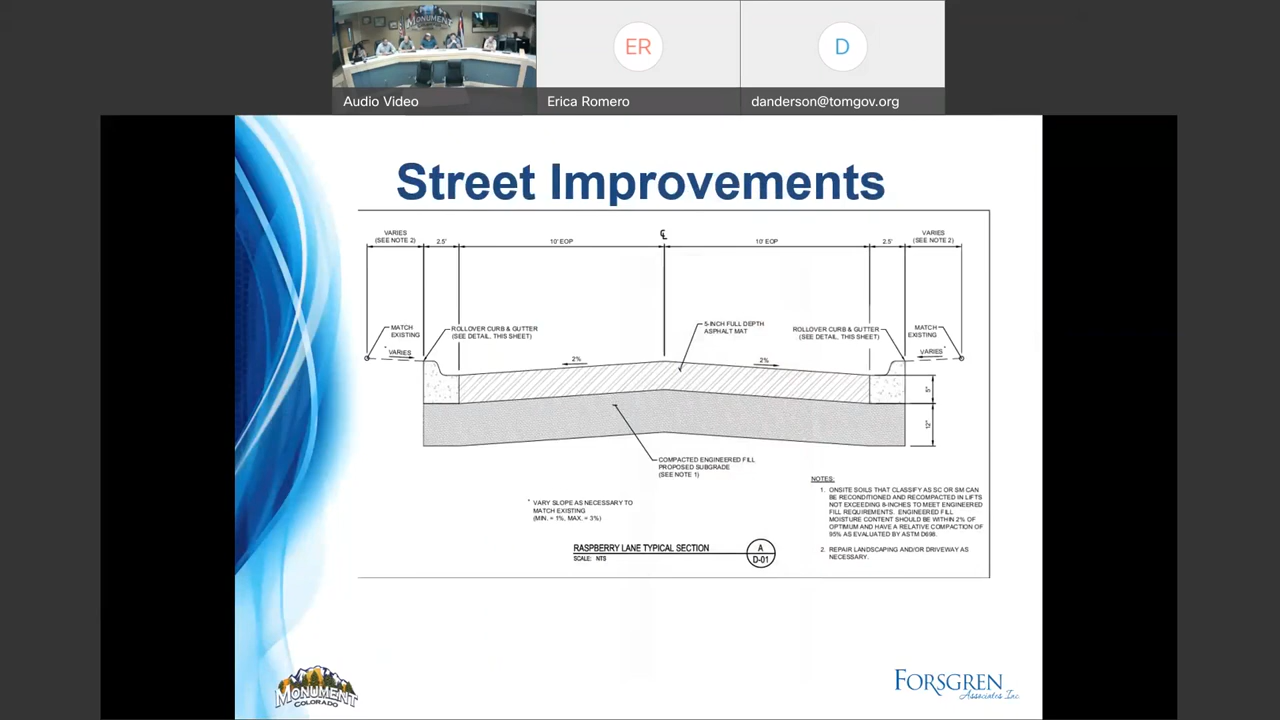 MONUMENT
ER
D
Audio Video
Erica Romero
danderson@tomgov.org
Street Improvements
VARIES
(SEE NOTE 2)
2.5'
10' EOP
℄
10' EOP
2.5'
VARIES
(SEE NOTE 2)
MATCH
EXISTING
ROLLOVER CURB & GUTTER
(SEE DETAIL, THIS SHEET)
5-INCH FULL DEPTH
ASPHALT MAT
ROLLOVER CURB & GUTTER
(SEE DETAIL, THIS SHEET)
MATCH
EXISTING
* VARIES
2%
2%
VARIES *
5"
12"
COMPACTED ENGINEERED FILL
PROPOSED SUBGRADE
(SEE NOTE 1)
* VARY SLOPE AS NECESSARY TO
MATCH EXISTING
(MIN. = 1%, MAX. = 3%)
NOTES:
1. ONSITE SOILS THAT CLASSIFY AS SC OR SM CAN
BE RECONDITIONED AND RECOMPACTED IN LIFTS
NOT EXCEEDING 8-INCHES TO MEET ENGINEERED
FILL REQUIREMENTS. ENGINEERED FILL
MOISTURE CONTENT SHOULD BE WITHIN 2% OF
OPTIMUM AND HAVE A RELATIVE COMPACTION OF
95% AS EVALUATED BY ASTM D698.
2. REPAIR LANDSCAPING AND/OR DRIVEWAY AS
NECESSARY.
RASPBERRY LANE TYPICAL SECTION
SCALE: NTS
A
D-01
MONUMENT
COLORADO
FORSGREN
Associates Inc.